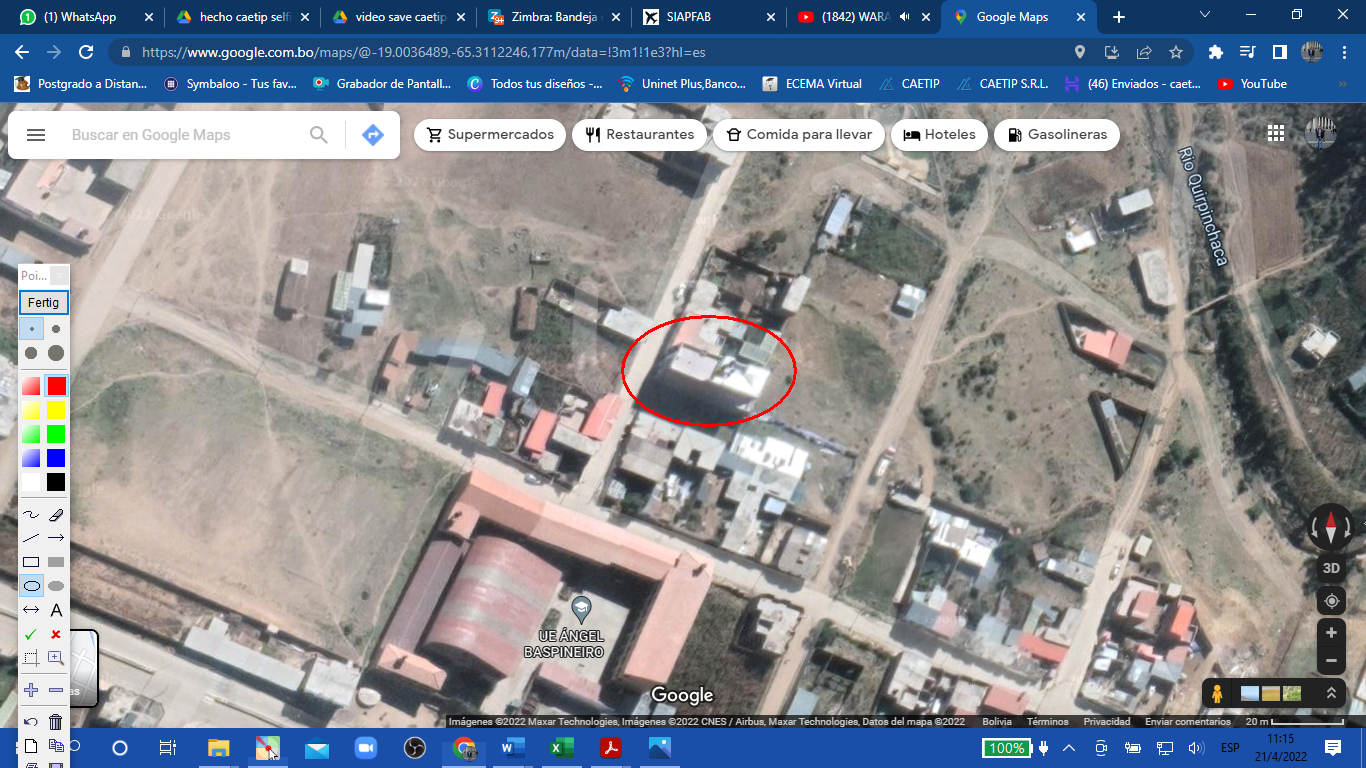 (1) WhatsApp
hecho caetip selfi
video save caetip
Zimbra: Bandeja
SIAPFAB
(1842) WARA
Google Maps
https://www.google.com.bo/maps/@-19.0036489,-65.3112246,177m/data=!3m1!1e3?hl=es
Postgrado a Distan...
Symbaloo - Tus fav...
Grabador de Pantall...
Todos tus diseños -...
Uninet Plus,Banco...
ECEMA Virtual
CAETIP
CAETIP S.R.L.
(46) Enviados - caet...
YouTube
Buscar en Google Maps
Supermercados
Restaurantes
Comida para llevar
Hoteles
Gasolineras
Rio Quirpinchaca
Poi...
Fertig
A
3D
UE ÁNGEL
BASPINEIRO
as
Google
Imágenes ©2022 Maxar Technologies, Imágenes ©2022 CNES / Airbus, Maxar Technologies, Datos del mapa ©2022
Bolivia
Términos
Privacidad
Enviar comentarios
20 m
100%
ESP
11:15
21/4/2022